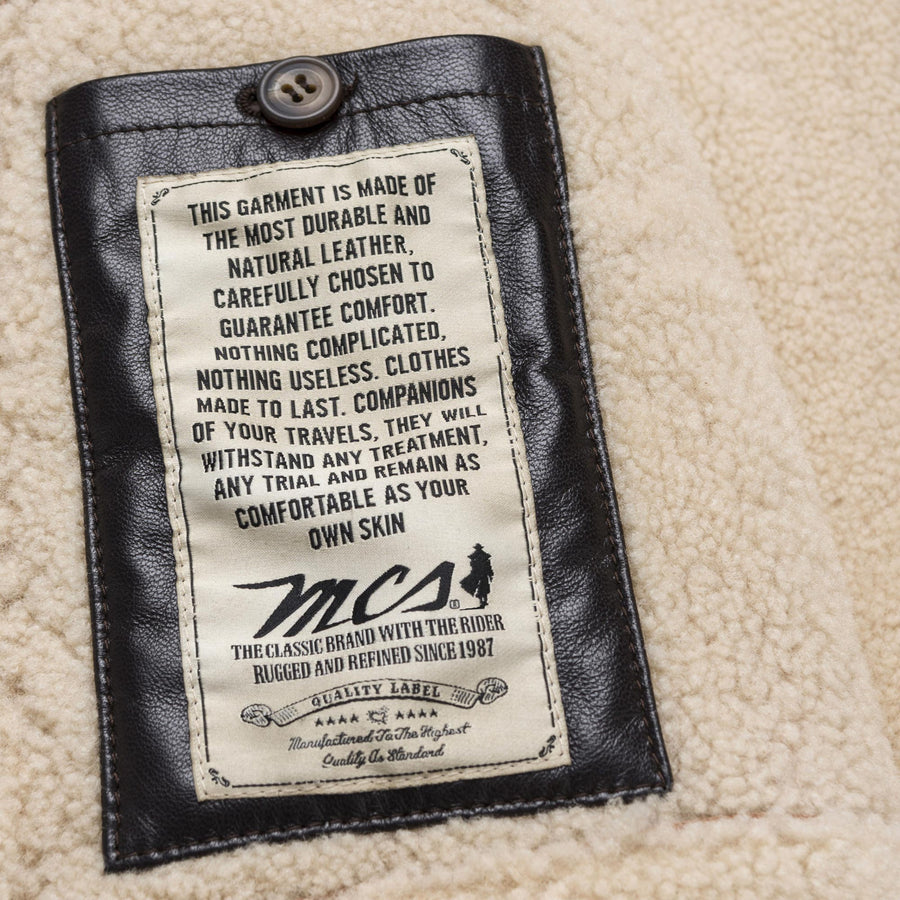 THIS GARMENT IS MADE OF
THE MOST DURABLE AND
NATURAL LEATHER,
CAREFULLY CHOSEN TO
GUARANTEE COMFORT.
NOTHING COMPLICATED,
NOTHING USELESS. CLOTHES
MADE TO LAST. COMPANIONS
OF YOUR TRAVELS, THEY WILL
WITHSTAND ANY TREATMENT,
ANY TRIAL AND REMAIN AS
COMFORTABLE AS YOUR
OWN SKIN
mcs®
THE CLASSIC BRAND WITH THE RIDER
RUGGED AND REFINED SINCE 1987
QUALITY LABEL
Manufactured To The Highest
Quality As Standard